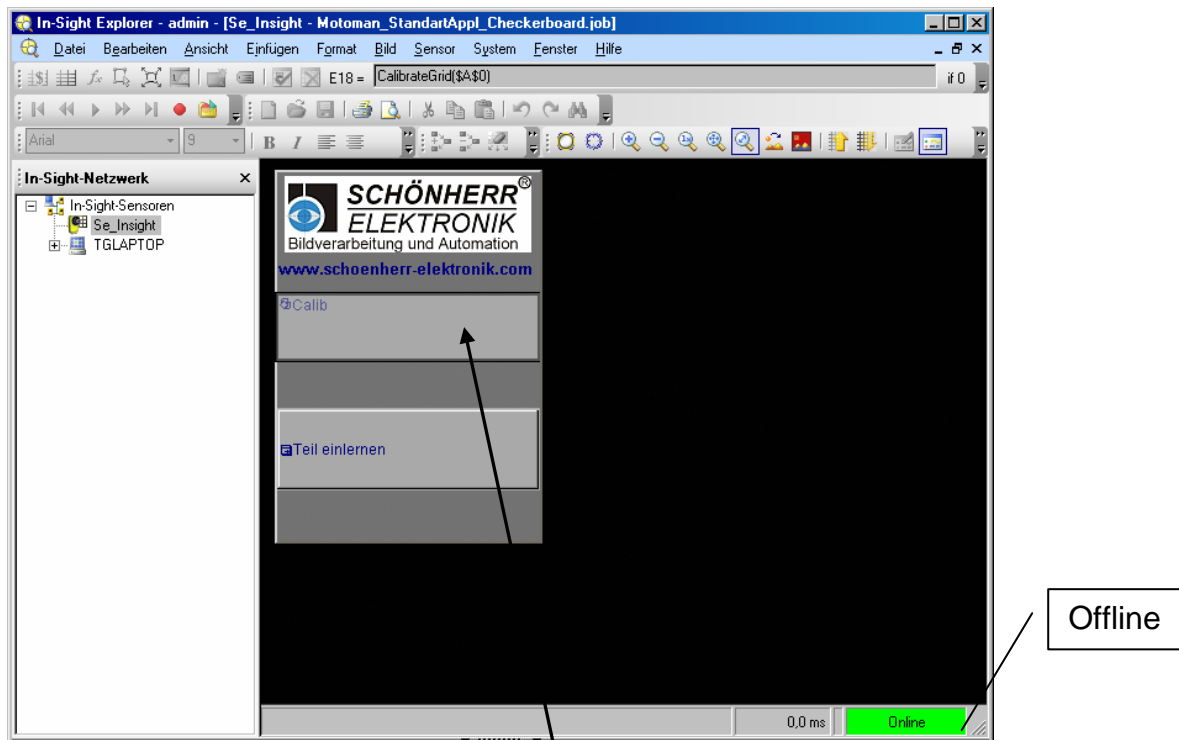 In-Sight Explorer - admin - [Se_Insight - Motoman_StandartAppl_Checkerboard.job]
Datei Bearbeiten Ansicht Einfügen Format Bild Sensor System Fenster Hilfe
E18 = CalibrateGrid($A$0) if 0
Arial 9 B I
In-Sight-Netzwerk
In-Sight-Sensoren
Se_Insight
TGLAPTOP
SCHÖNHERR®
ELEKTRONIK
Bildverarbeitung und Automation
www.schoenherr-elektronik.com
Calib
Teil einlernen
Offline
0,0 ms Online